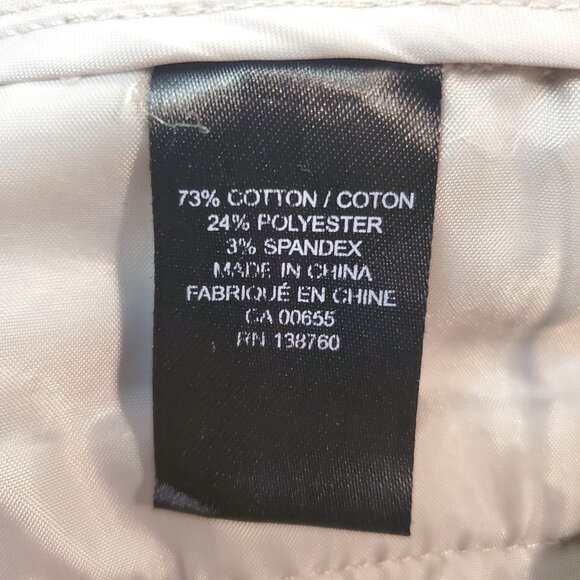 73% COTTON / COTON
24% POLYESTER
3% SPANDEX
MADE IN CHINA
FABRIQUÉ EN CHINE
CA 00655
RN 138760